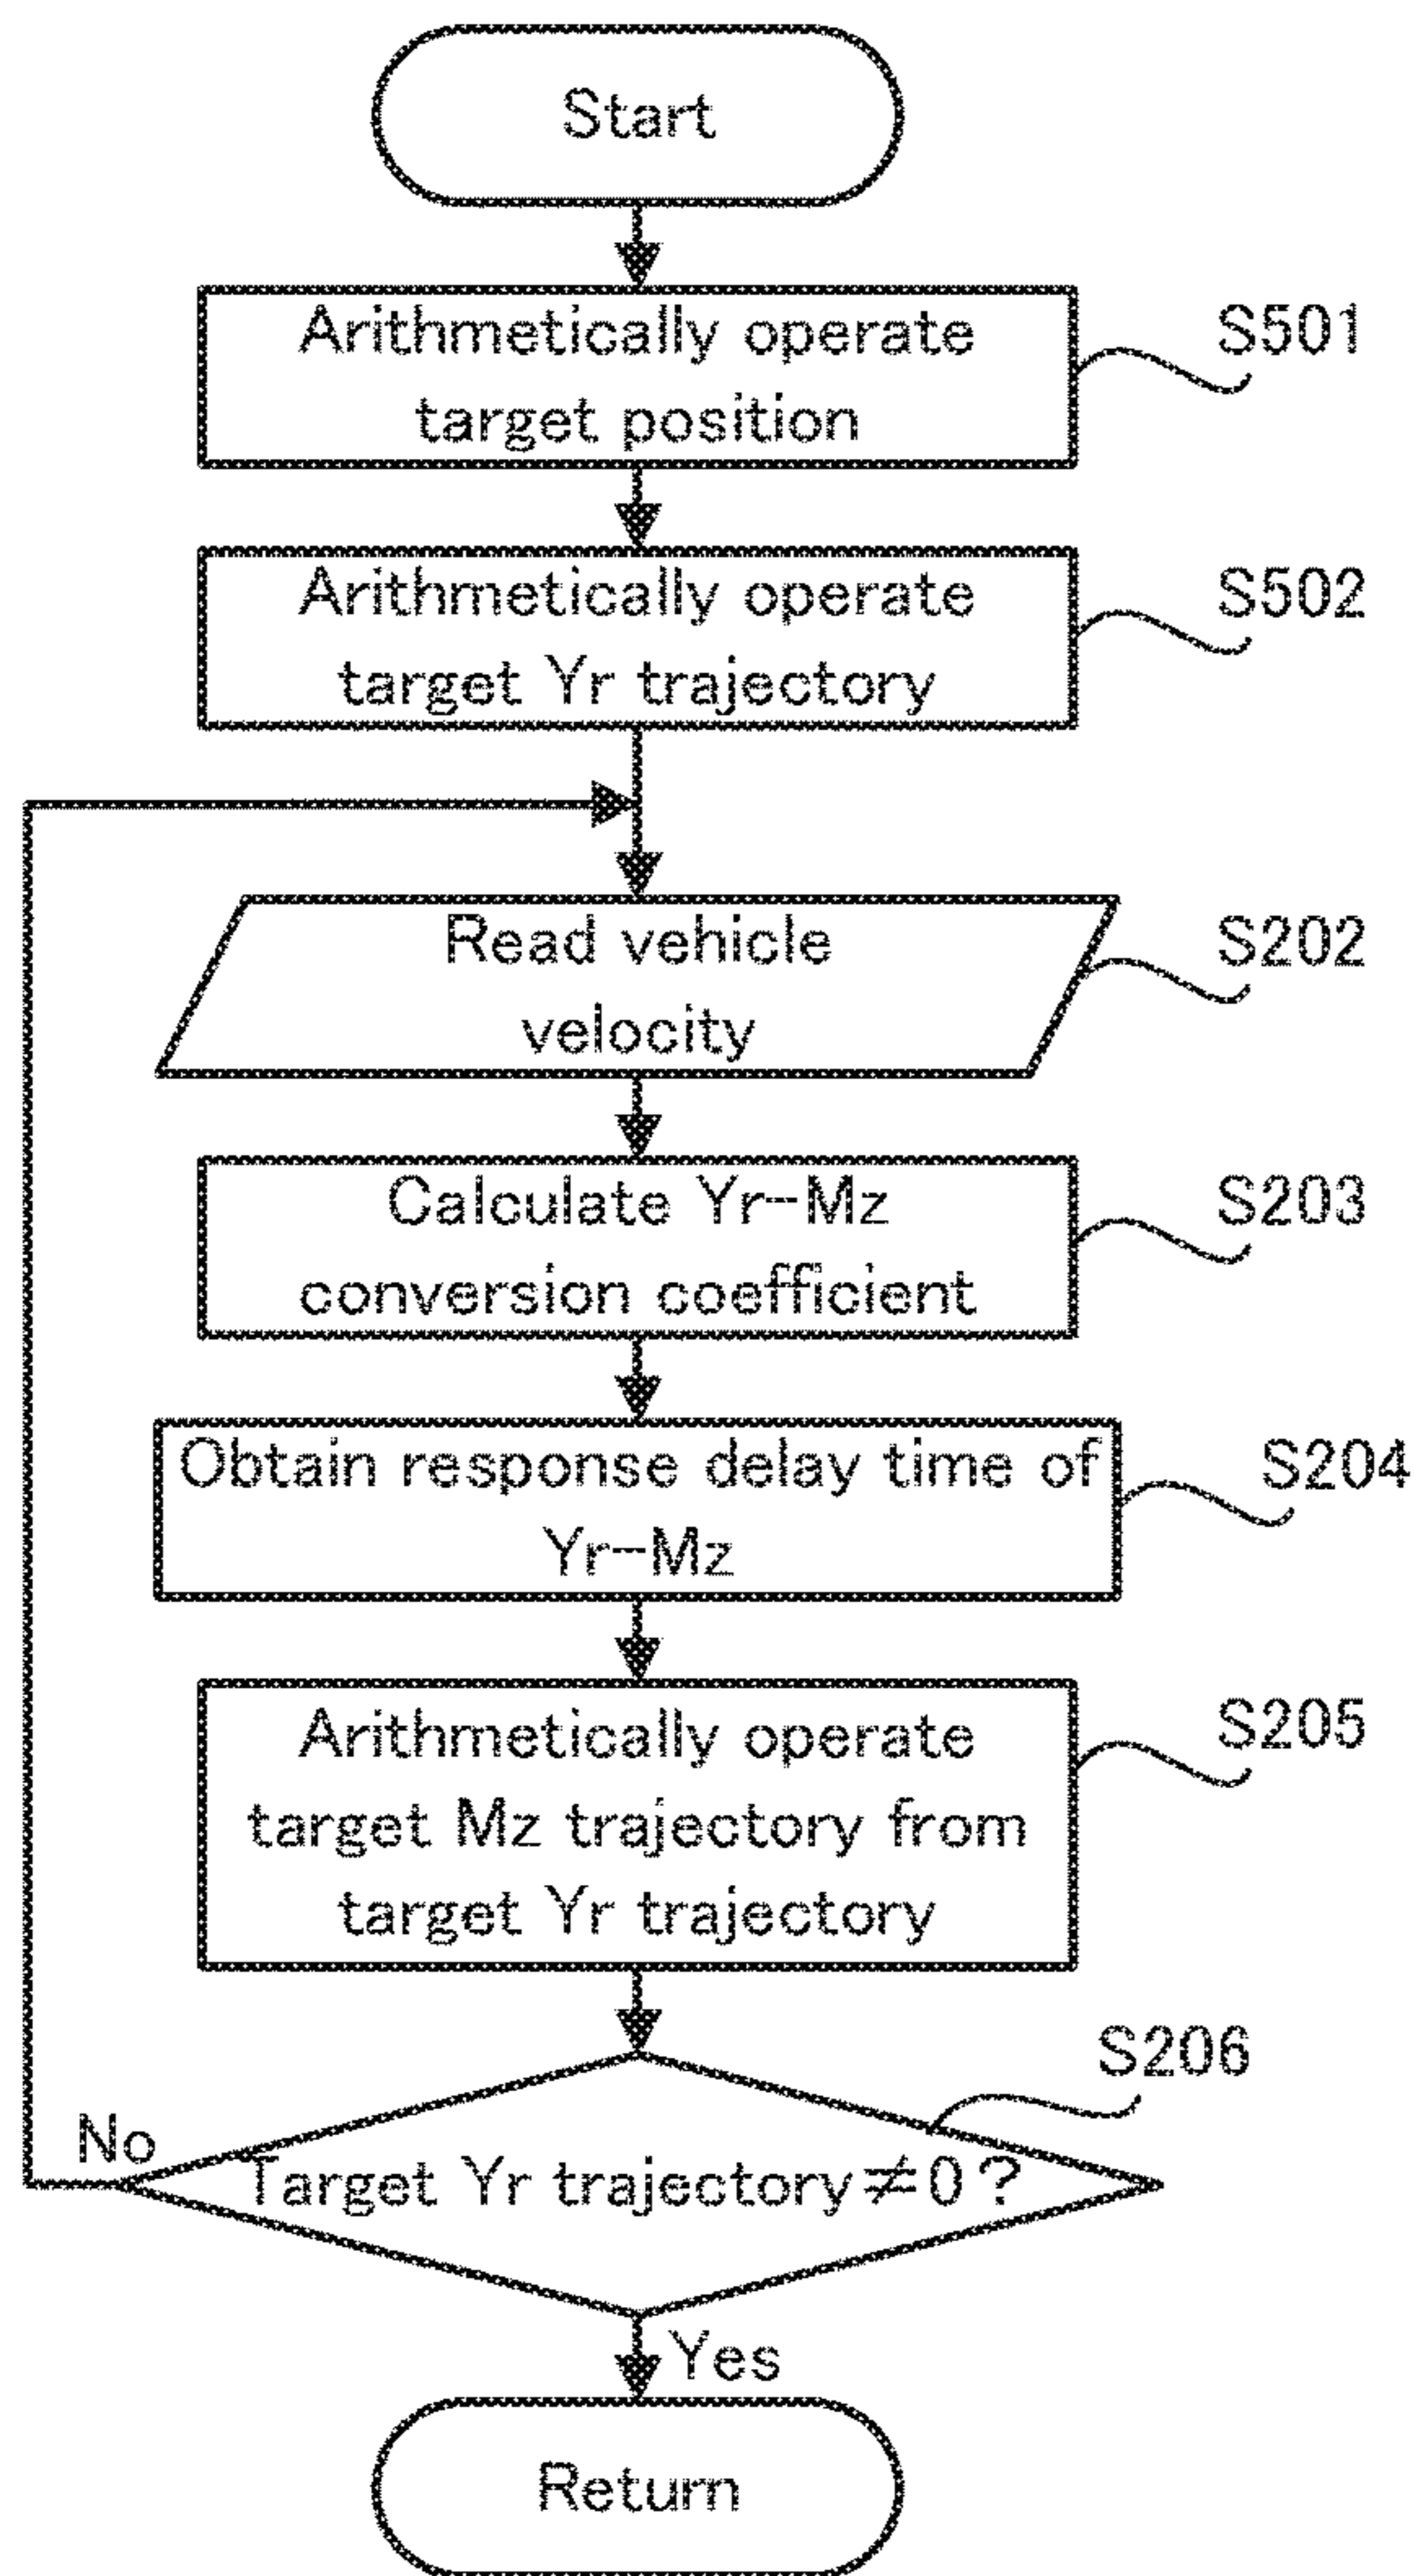 Start
Arithmetically operate
target position
S501
Arithmetically operate
target Yr trajectory
S502
Read vehicle
velocity
S202
Calculate Yr-Mz
conversion coefficient
S203
Obtain response delay time of
Yr-Mz
S204
Arithmetically operate
target Mz trajectory from
target Yr trajectory
S205
S206
No
Target Yr trajectory≠0?
Yes
Return